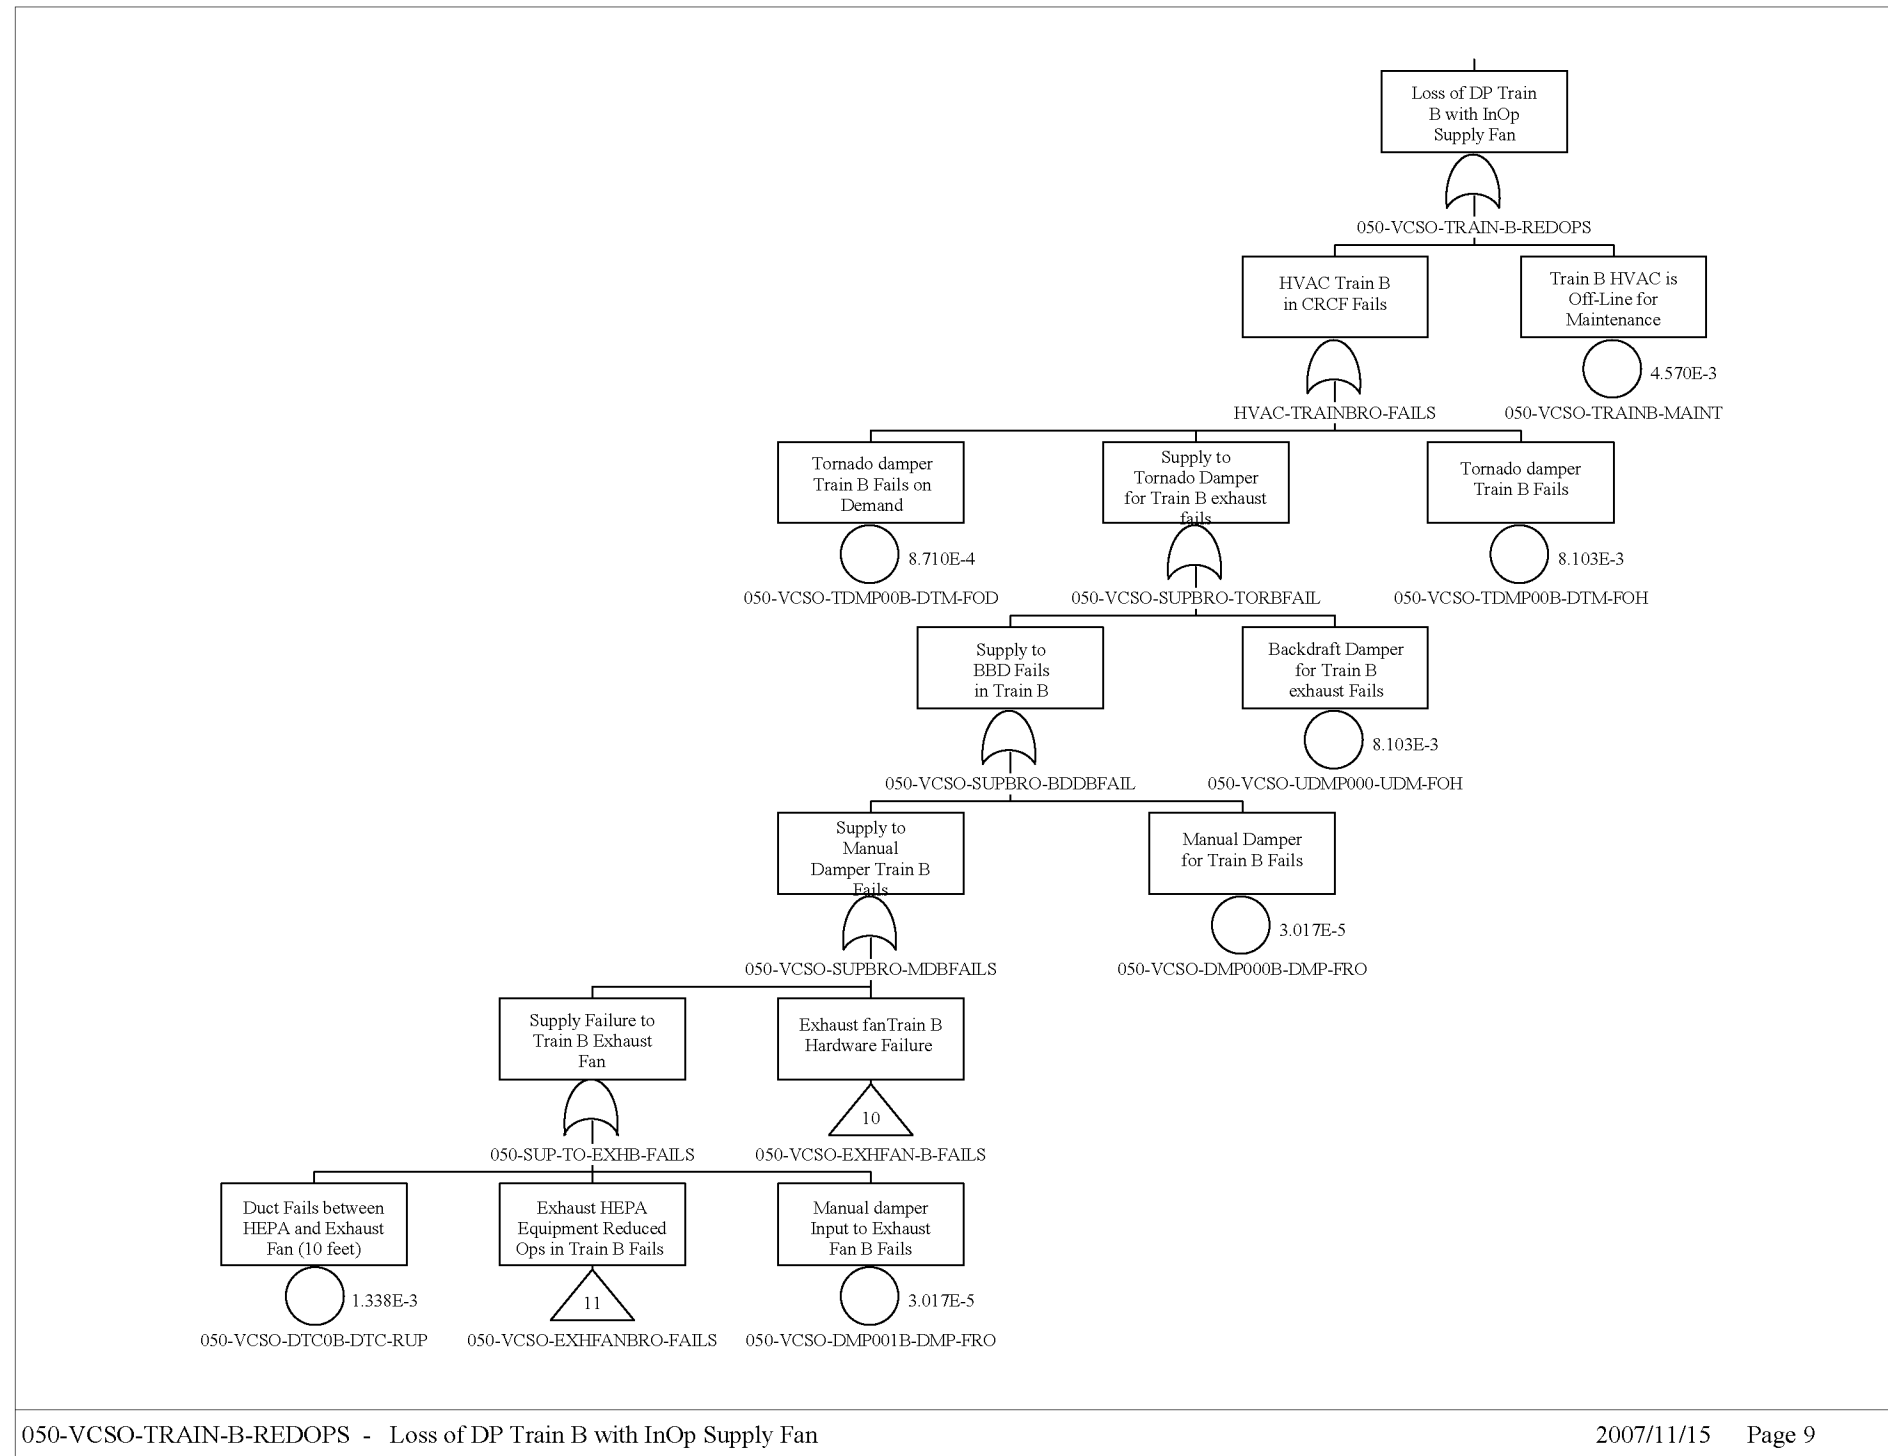 Loss of DP Train
B with InOp
Supply Fan
050-VCSO-TRAIN-B-REDOPS
HVAC Train B
in CRCF Fails
HVAC-TRAINBRO-FAILS
Train B HVAC is
Off-Line for
Maintenance
4.570E-3
050-VCSO-TRAINB-MAINT
Tornado damper
Train B Fails on
Demand
8.710E-4
050-VCSO-TDMP00B-DTM-FOD
Supply to
Tornado Damper
for Train B exhaust
fails
050-VCSO-SUPBRO-TORBFAIL
Tornado damper
Train B Fails
8.103E-3
050-VCSO-TDMP00B-DTM-FOH
Supply to
BBD Fails
in Train B
050-VCSO-SUPBRO-BDDBFAIL
Backdraft Damper
for Train B
exhaust Fails
8.103E-3
050-VCSO-UDMP000-UDM-FOH
Supply to
Manual
Damper Train B
Fails
050-VCSO-SUPBRO-MDBFAILS
Manual Damper
for Train B Fails
3.017E-5
050-VCSO-DMP000B-DMP-FRO
Supply Failure to
Train B Exhaust
Fan
050-SUP-TO-EXHB-FAILS
Exhaust fanTrain B
Hardware Failure
10
050-VCSO-EXHFAN-B-FAILS
Duct Fails between
HEPA and Exhaust
Fan (10 feet)
1.338E-3
050-VCSO-DTC0B-DTC-RUP
Exhaust HEPA
Equipment Reduced
Ops in Train B Fails
11
050-VCSO-EXHFANBRO-FAILS
Manual damper
Input to Exhaust
Fan B Fails
3.017E-5
050-VCSO-DMP001B-DMP-FRO
050-VCSO-TRAIN-B-REDOPS - Loss of DP Train B with InOp Supply Fan
2007/11/15 Page 9